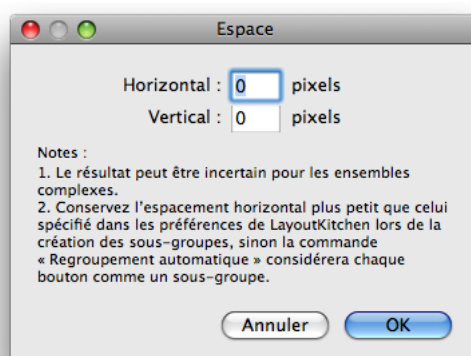 Espace
Horizontal : 0 pixels
Vertical : 0 pixels
Notes :
1. Le résultat peut être incertain pour les ensembles
complexes.
2. Conservez l'espacement horizontal plus petit que celui
spécifié dans les préférences de LayoutKitchen lors de la
création des sous-groupes, sinon la commande
« Regroupement automatique » considérera chaque
bouton comme un sous-groupe.
Annuler OK